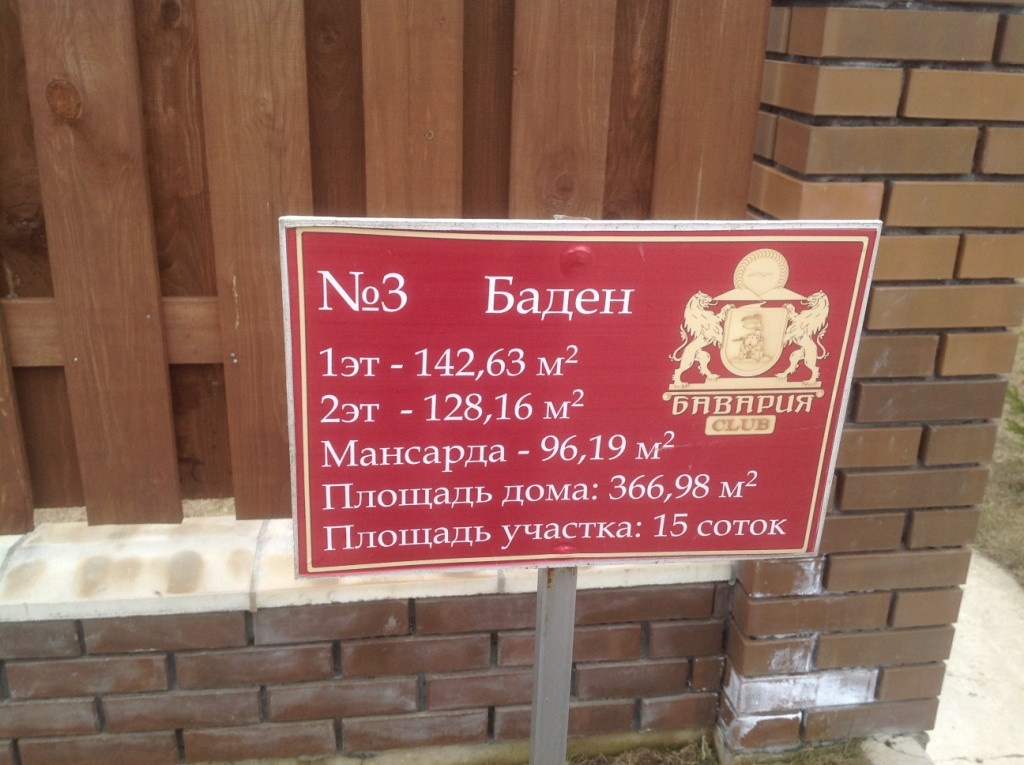 №3 Баден
1эт - 142,63 м²
2эт - 128,16 м²
Мансарда - 96,19 м²
Площадь дома: 366,98 м²
Площадь участка: 15 соток
БАВАРИЯ
CLUB